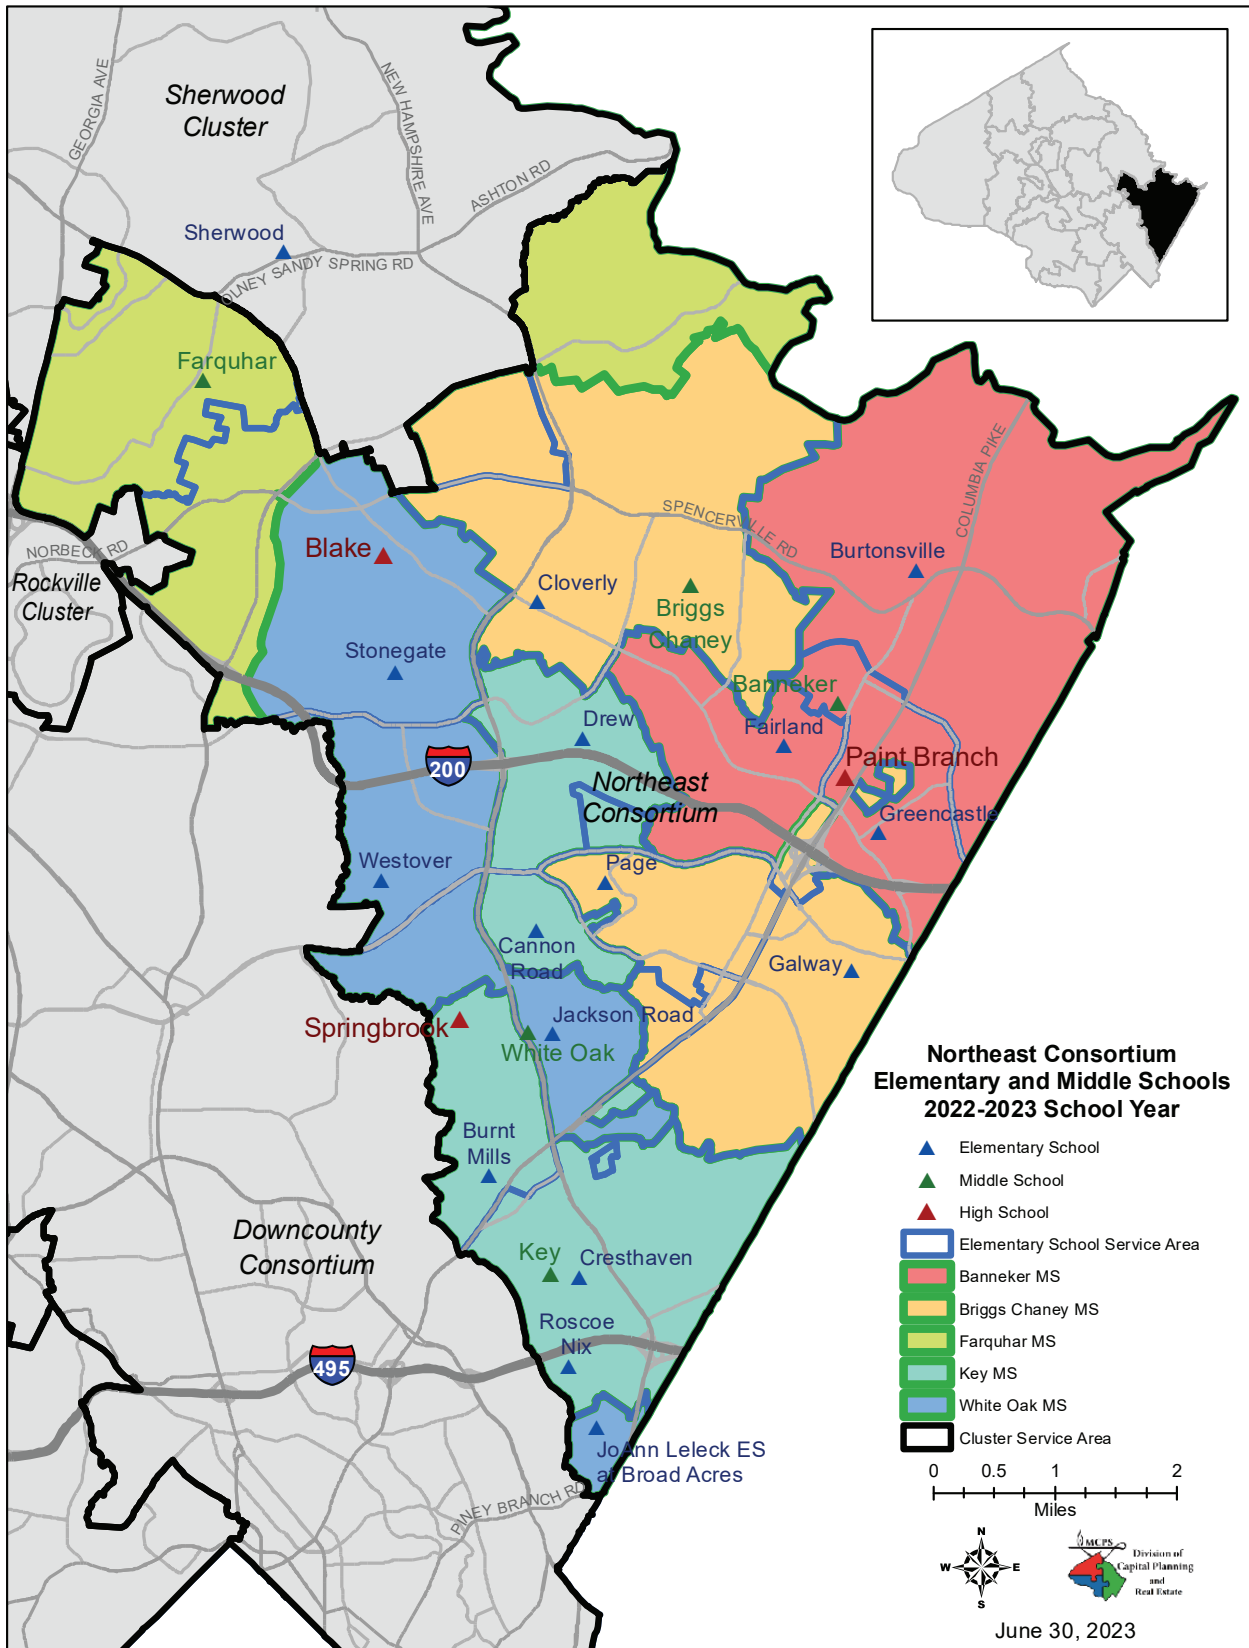 Sherwood
Cluster
GEORGIA AVE
NEW HAMPSHIRE AVE
ASHTON RD
Sherwood
OLNEY SANDY SPRING RD
Farquhar
NORBECK RD
Rockville
Cluster
Blake
Stonegate
Cloverly
SPENCERVILLE RD
COLUMBIA PIKE
Burtonsville
Briggs
Chaney
Banneker
Drew
Fairland
Paint Branch
200
Northeast
Consortium
Greencastle
Westover
Page
Cannon
Road
Galway
Springbrook
Jackson Road
White Oak
Burnt
Mills
Downcounty
Consortium
Key
Cresthaven
Roscoe
Nix
495
JoAnn Leleck ES
at Broad Acres
PINEY BRANCH RD
Northeast Consortium
Elementary and Middle Schools
2022-2023 School Year
Elementary School
Middle School
High School
Elementary School Service Area
Banneker MS
Briggs Chaney MS
Farquhar MS
Key MS
White Oak MS
Cluster Service Area
0 0.5 1 2
Miles
N
W E
S
MCPS
Division of
Capital Planning
and
Real Estate
June 30, 2023